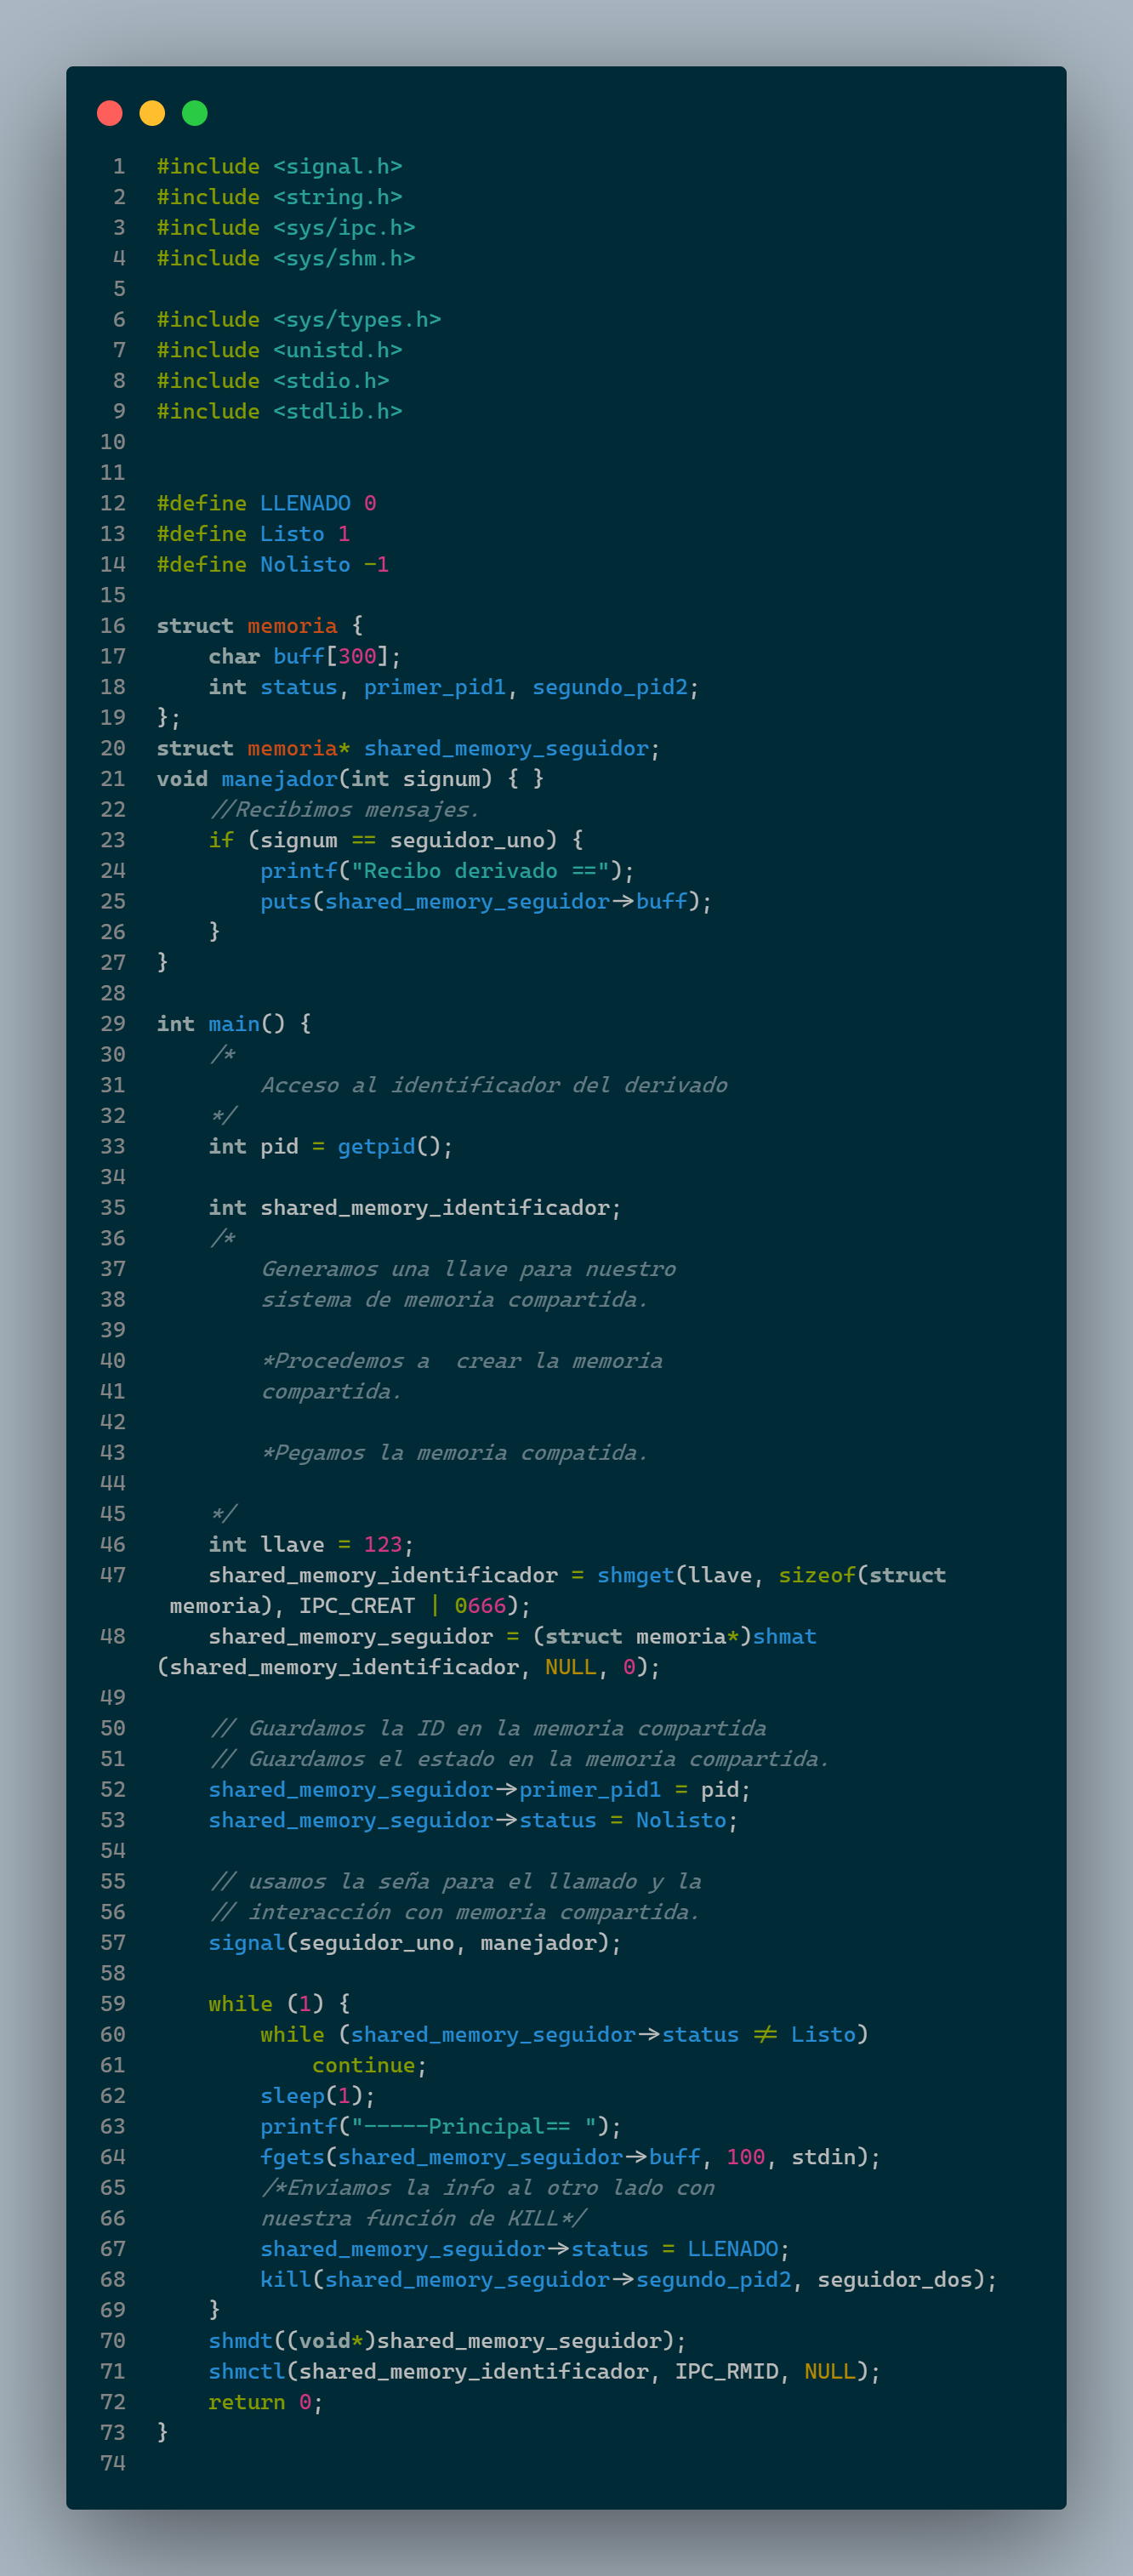 1 #include <signal.h>
2 #include <string.h>
3 #include <sys/ipc.h>
4 #include <sys/shm.h>
5
6 #include <sys/types.h>
7 #include <unistd.h>
8 #include <stdio.h>
9 #include <stdlib.h>
10
11
12 #define LLENADO 0
13 #define Listo 1
14 #define Nolisto -1
15
16 struct memoria {
17     char buff[300];
18     int status, primer_pid1, segundo_pid2;
19 };
20 struct memoria* shared_memory_seguidor;
21 void manejador(int signum) { }
22     //Recibimos mensajes.
23     if (signum == seguidor_uno) {
24         printf("Recibo derivado ==");
25         puts(shared_memory_seguidor->buff);
26     }
27 }
28
29 int main() {
30     /*
31         Acceso al identificador del derivado
32     */
33     int pid = getpid();
34
35     int shared_memory_identificador;
36     /*
37         Generamos una llave para nuestro
38         sistema de memoria compartida.
39
40         *Procedemos a  crear la memoria
41         compartida.
42
43         *Pegamos la memoria compatida.
44
45     */
46     int llave = 123;
47     shared_memory_identificador = shmget(llave, sizeof(struct
 memoria), IPC_CREAT | 0666);
48     shared_memory_seguidor = (struct memoria*)shmat
(shared_memory_identificador, NULL, 0);
49
50     // Guardamos la ID en la memoria compartida
51     // Guardamos el estado en la memoria compartida.
52     shared_memory_seguidor->primer_pid1 = pid;
53     shared_memory_seguidor->status = Nolisto;
54
55     // usamos la seña para el llamado y la
56     // interacción con memoria compartida.
57     signal(seguidor_uno, manejador);
58
59     while (1) {
60         while (shared_memory_seguidor->status != Listo)
61             continue;
62         sleep(1);
63         printf("-----Principal== ");
64         fgets(shared_memory_seguidor->buff, 100, stdin);
65         /*Enviamos la info al otro lado con
66         nuestra función de KILL*/
67         shared_memory_seguidor->status = LLENADO;
68         kill(shared_memory_seguidor->segundo_pid2, seguidor_dos);
69     }
70     shmdt((void*)shared_memory_seguidor);
71     shmctl(shared_memory_identificador, IPC_RMID, NULL);
72     return 0;
73 }
74